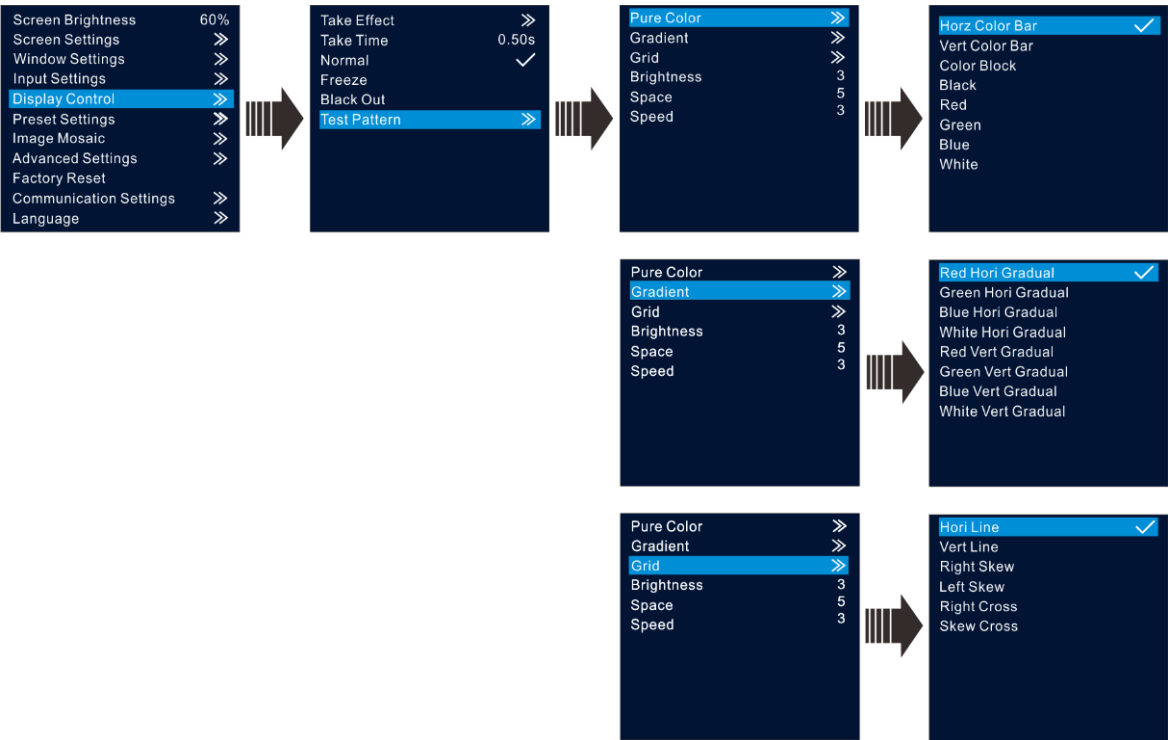 Screen Brightness 60%
Screen Settings
Window Settings
Input Settings
Display Control
Preset Settings
Image Mosaic
Advanced Settings
Factory Reset
Communication Settings
Language
Take Effect
Take Time 0.50s
Normal
Freeze
Black Out
Test Pattern
Pure Color
Gradient
Grid
Brightness 3
Space 5
Speed 3
Horz Color Bar
Vert Color Bar
Color Block
Black
Red
Green
Blue
White
Pure Color
Gradient
Grid
Brightness 3
Space 5
Speed 3
Red Hori Gradual
Green Hori Gradual
Blue Hori Gradual
White Hori Gradual
Red Vert Gradual
Green Vert Gradual
Blue Vert Gradual
White Vert Gradual
Pure Color
Gradient
Grid
Brightness 3
Space 5
Speed 3
Hori Line
Vert Line
Right Skew
Left Skew
Right Cross
Skew Cross